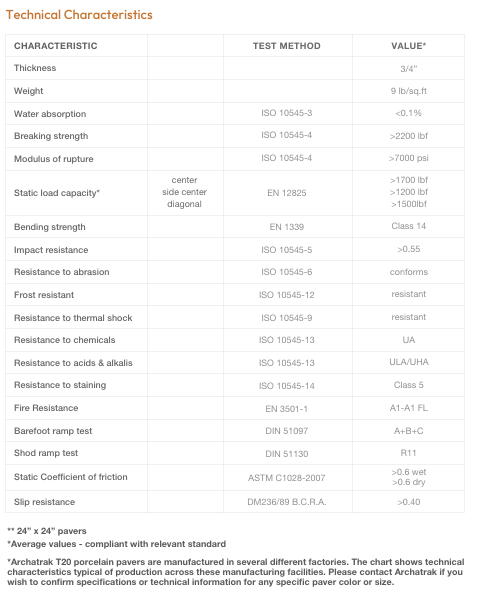 Technical Characteristics
CHARACTERISTIC TEST METHOD VALUE*
Thickness 3/4"
Weight 9 lb/sq.ft
Water absorption ISO 10545-3 <0.1%
Breaking strength ISO 10545-4 >2200 lbf
Modulus of rupture ISO 10545-4 >7000 psi
Static load capacity* center side center diagonal EN 12825 >1700 lbf >1200 lbf >1500lbf
Bending strength EN 1339 Class 14
Impact resistance ISO 10545-5 >0.55
Resistance to abrasion ISO 10545-6 conforms
Frost resistant ISO 10545-12 resistant
Resistance to thermal shock ISO 10545-9 resistant
Resistance to chemicals ISO 10545-13 UA
Resistance to acids & alkalis ISO 10545-13 ULA/UHA
Resistance to staining ISO 10545-14 Class 5
Fire Resistance EN 3501-1 A1-A1 FL
Barefoot ramp test DIN 51097 A+B+C
Shod ramp test DIN 51130 R11
Static Coefficient of friction ASTM C1028-2007 >0.6 wet >0.6 dry
Slip resistance DM236/89 B.C.R.A. >0.40
** 24" x 24" pavers
*Average values - compliant with relevant standard
*Archatrak T20 porcelain pavers are manufactured in several different factories. The chart shows technical
characteristics typical of production across these manufacturing facilities. Please contact Archatrak if you
wish to confirm specifications or technical information for any specific paver color or size.